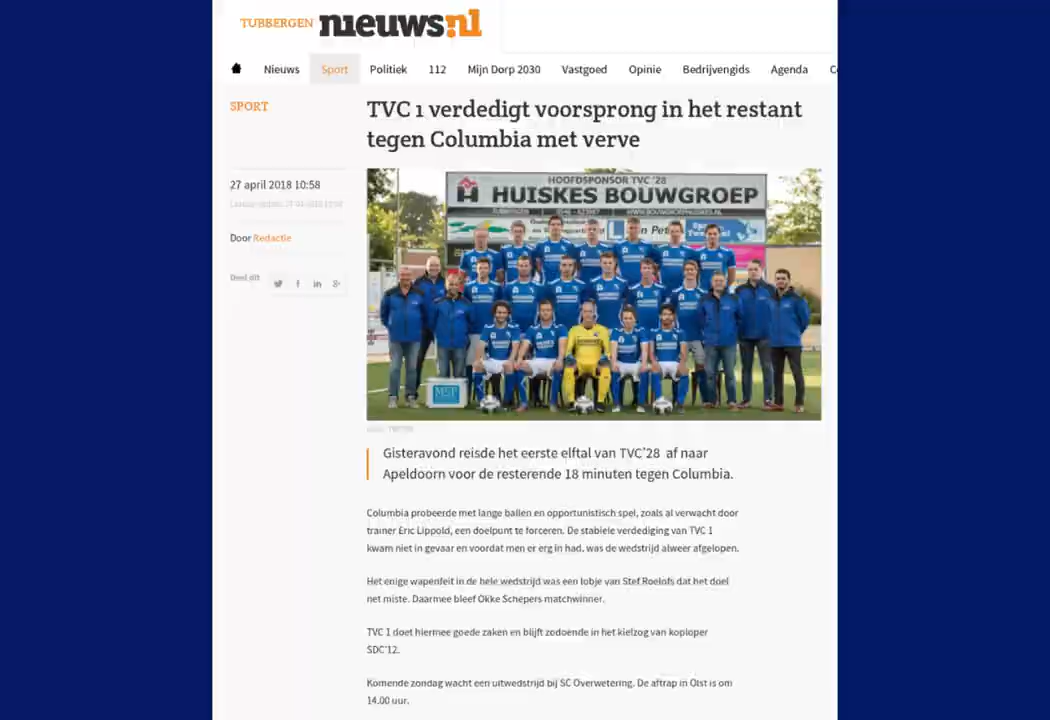 TUBBERGEN nieuws.nl
Nieuws Sport Politiek 112 Mijn Dorp 2030 Vastgoed Opinie Bedrijvengids Agenda
SPORT
TVC 1 verdedigt voorsprong in het restant
tegen Columbia met verve
27 april 2018 10:58
Door Redactie
Deel dit
HOOFDSPONSOR TVC '28
HUISKES BOUWGROEP
Gisteravond reisde het eerste elftal van TVC'28 af naar
Apeldoorn voor de resterende 18 minuten tegen Columbia.
Columbia probeerde met lange ballen en opportunistisch spel, zoals al verwacht door
trainer Eric Lippold, een doelpunt te forceren. De stabiele verdediging van TVC 1
kwam niet in gevaar en voordat men er erg in had, was de wedstrijd alweer afgelopen.
Het enige wapenfeit in de hele wedstrijd was een lobje van Stef Roelofs dat het doel
net miste. Daarmee bleef Okke Schepers matchwinner.
TVC 1 doet hiermee goede zaken en blijft zodoende in het kielzog van koploper
SDC'12.
Komende zondag wacht een uitwedstrijd bij SC Overwetering. De aftrap in Olst is om
14.00 uur.